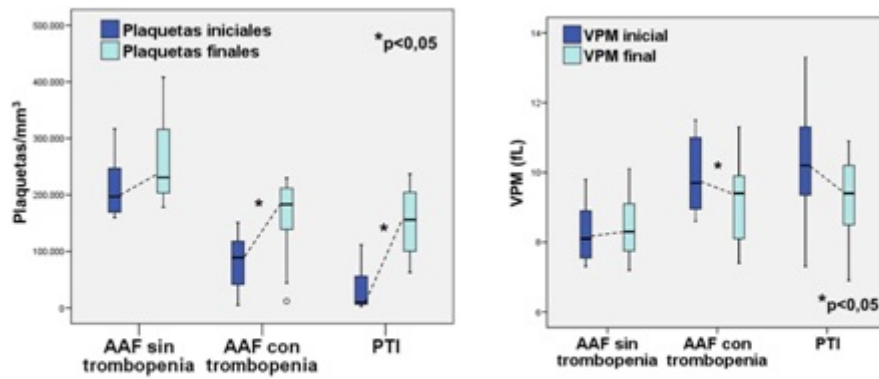 Plaquetas iniciales
Plaquetas finales
*p<0,05
Plaquetas/mm³
500.000
400.000
300.000
200.000
100.000
0
*
*
AAF sin
trombopenia
AAF con
trombopenia
PTI
VPM inicial
VPM final
VPM (fL)
14
12
10
8
6
*
*p<0,05
AAF sin
trombopenia
AAF con
trombopenia
PTI